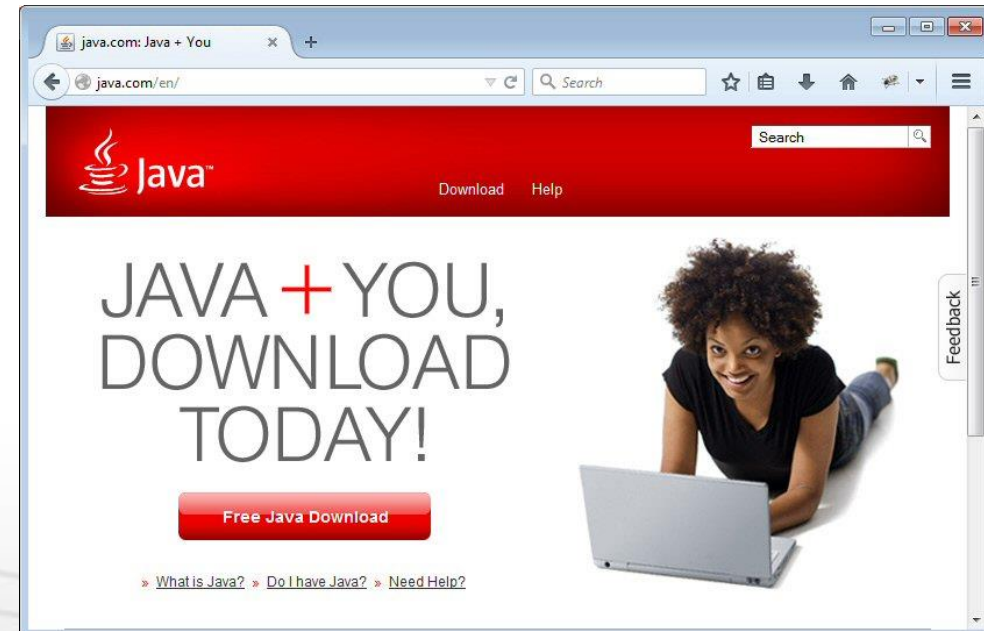 java.com: Java + You
java.com/en/
Search
Search
Java™
Download Help
JAVA + YOU,
DOWNLOAD
TODAY!
Feedback
Free Java Download
» What is Java? » Do I have Java? » Need Help?